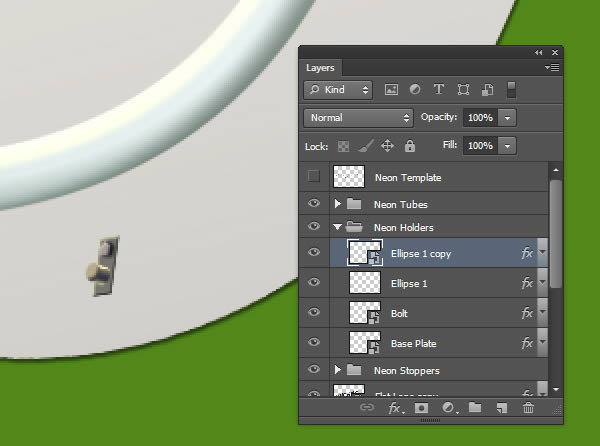 Layers
Kind
Normal Opacity: 100%
Lock: Fill: 100%
Neon Template
Neon Tubes
Neon Holders
Ellipse 1 copy fx
Ellipse 1 fx
Bolt fx
Base Plate fx
Neon Stoppers
copy
fx